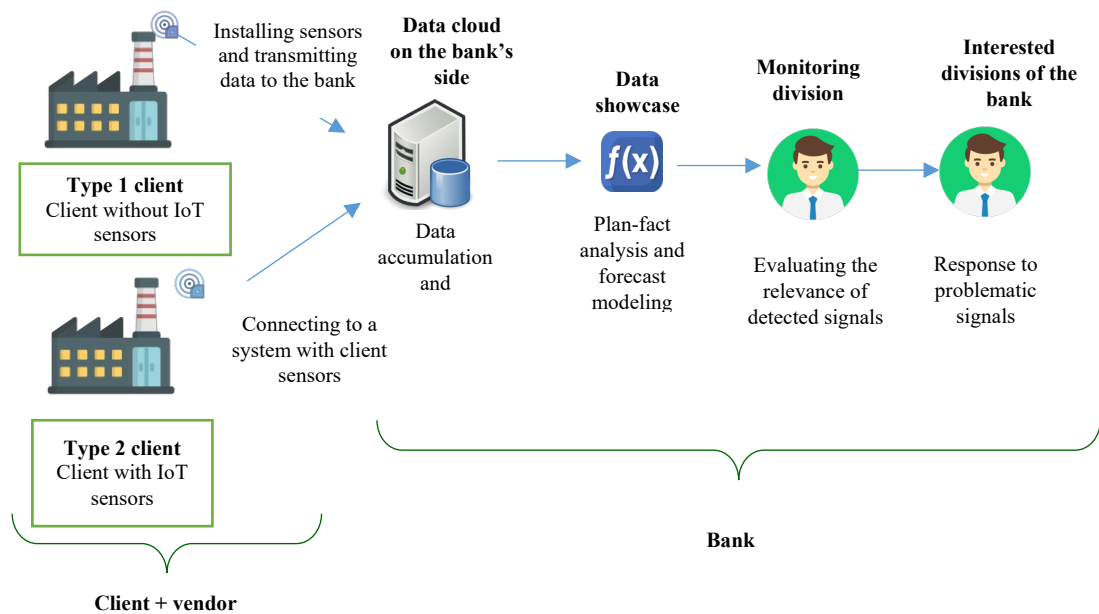 Installing sensors
and transmitting
data to the bank
Data cloud
on the bank's
side
Data
showcase
Monitoring
division
Interested
divisions of the
bank
f(x)
Type 1 client
Client without IoT
sensors
Data
accumulation
and
Plan-fact
analysis and
forecast
modeling
Evaluating the
relevance of
detected signals
Response to
problematic
signals
Connecting to a
system with client
sensors
Type 2 client
Client with IoT
sensors
Bank
Client + vendor